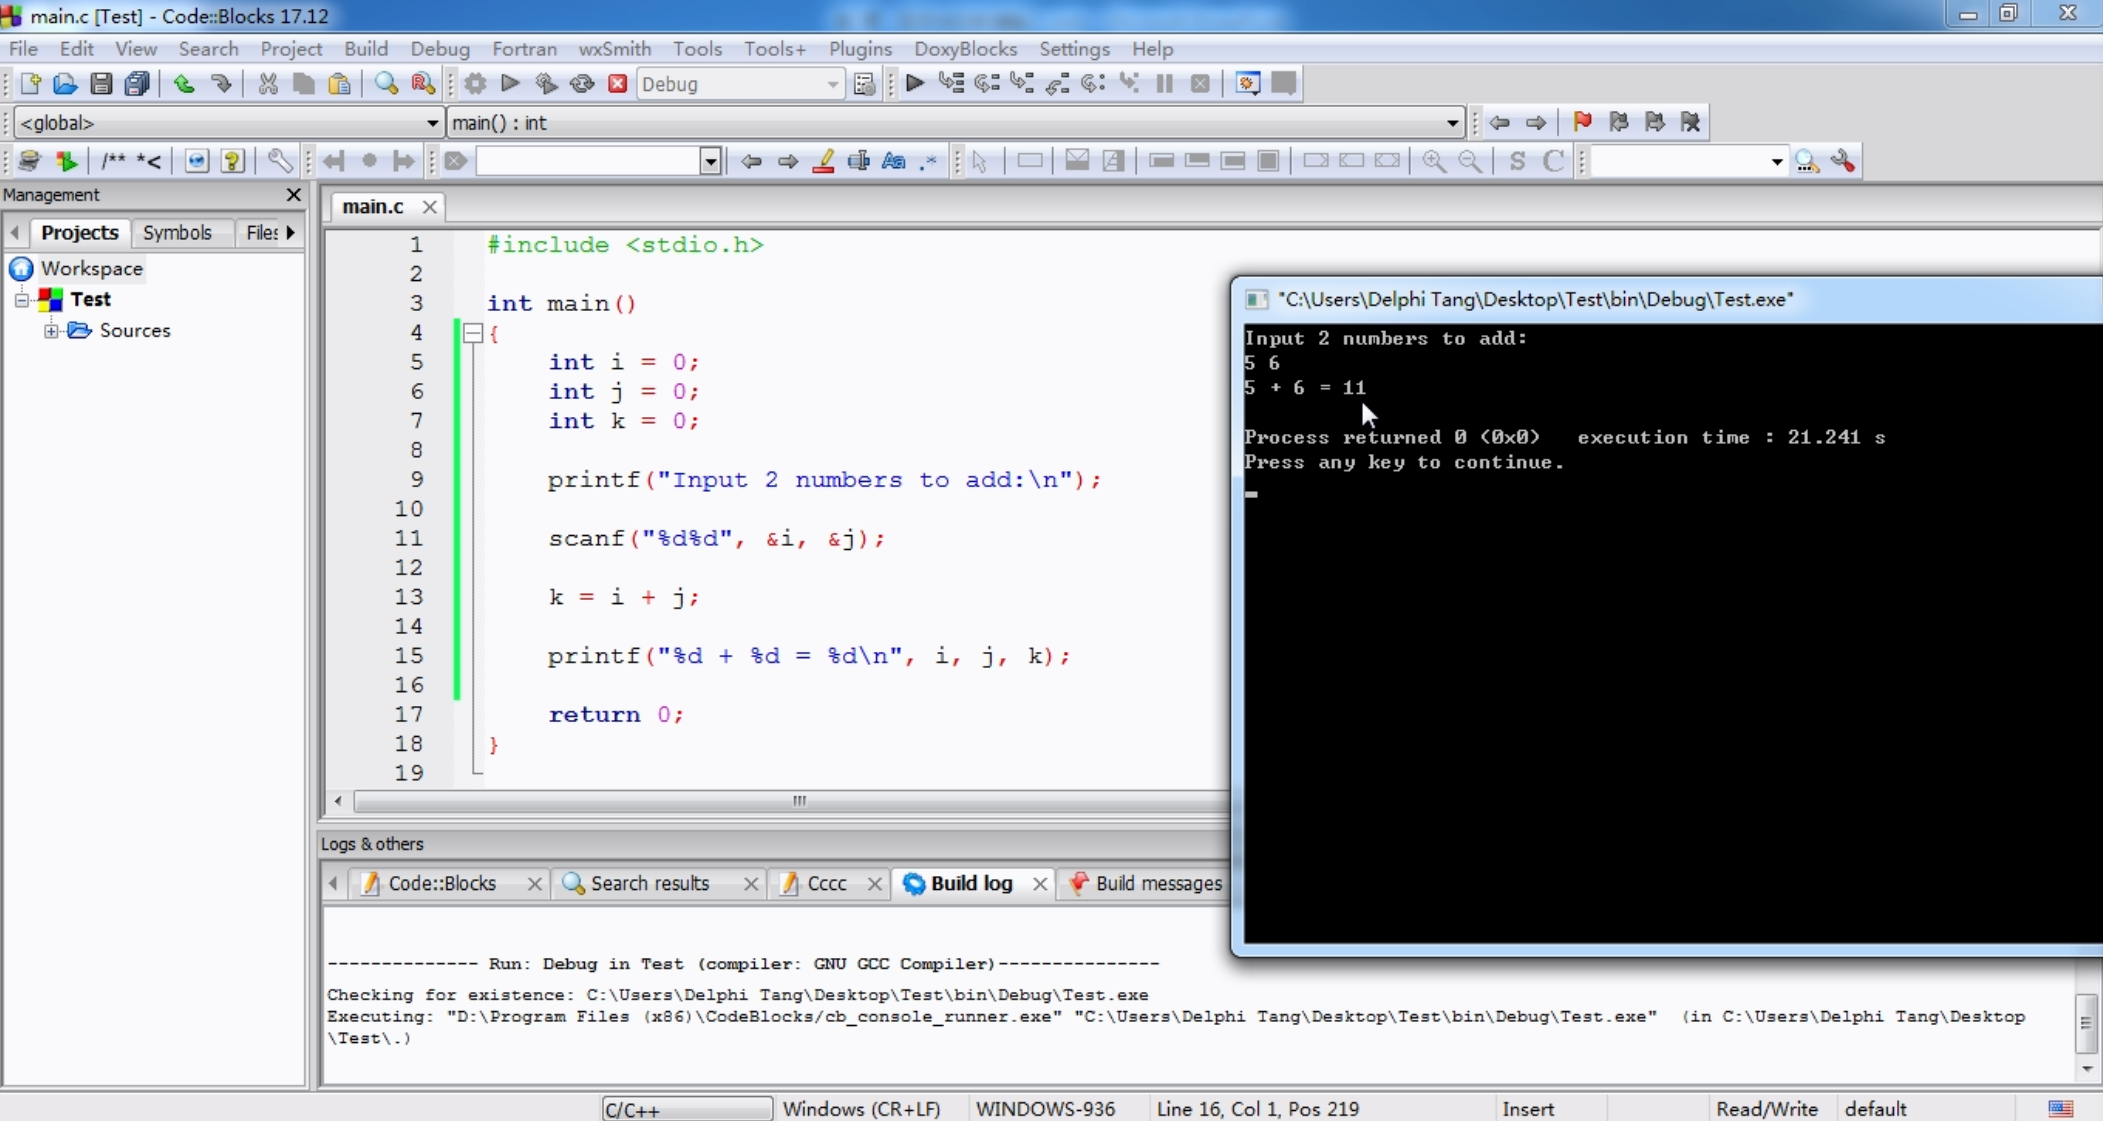 main.c [Test] - Code::Blocks 17.12
File Edit View Search Project Build Debug Fortran wxSmith Tools Tools+ Plugins DoxyBlocks Settings Help
Debug
<global> main() : int
/** *<
S C
Management
Projects Symbols Files
Workspace
Test
Sources
main.c
1 #include <stdio.h>
2
3 int main()
4 {
5 int i = 0;
6 int j = 0;
7 int k = 0;
8
9 printf("Input 2 numbers to add:\n");
10
11 scanf("%d%d", &i, &j);
12
13 k = i + j;
14
15 printf("%d + %d = %d\n", i, j, k);
16
17 return 0;
18 }
19
"C:\Users\Delphi Tang\Desktop\Test\bin\Debug\Test.exe"
Input 2 numbers to add:
5 6
5 + 6 = 11
Process returned 0 (0x0) execution time : 21.241 s
Press any key to continue.
Logs & others
Code::Blocks Search results Cccc Build log Build messages
-------------- Run: Debug in Test (compiler: GNU GCC Compiler)---------------
Checking for existence: C:\Users\Delphi Tang\Desktop\Test\bin\Debug\Test.exe
Executing: "D:\Program Files (x86)\CodeBlocks/cb_console_runner.exe" "C:\Users\Delphi Tang\Desktop\Test\bin\Debug\Test.exe" (in C:\Users\Delphi Tang\Desktop
\Test\.)
C/C++ Windows (CR+LF) WINDOWS-936 Line 16, Col 1, Pos 219 Insert Read/Write default